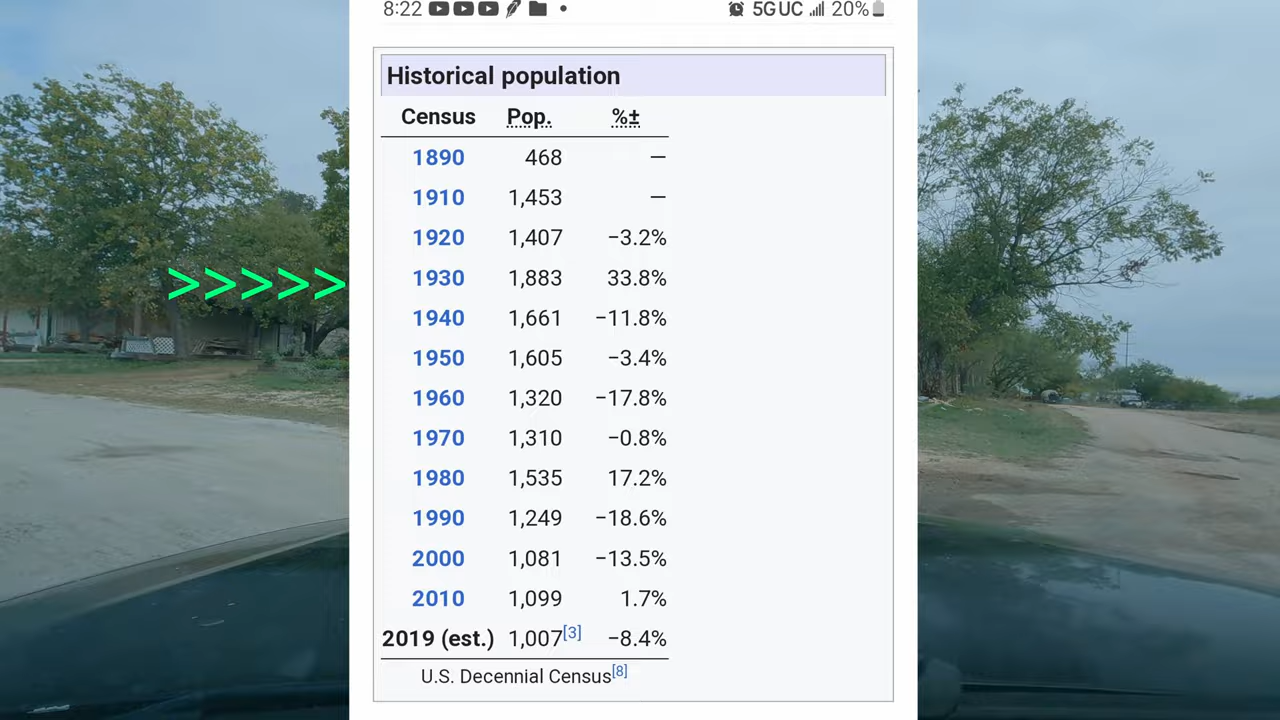 8:22 5G UC 20%
Historical population
Census Pop. %±
1890 468 —
1910 1,453 —
1920 1,407 −3.2%
>>>>> 1930 1,883 33.8%
1940 1,661 −11.8%
1950 1,605 −3.4%
1960 1,320 −17.8%
1970 1,310 −0.8%
1980 1,535 17.2%
1990 1,249 −18.6%
2000 1,081 −13.5%
2010 1,099 1.7%
2019 (est.) 1,007[3] −8.4%
U.S. Decennial Census[8]